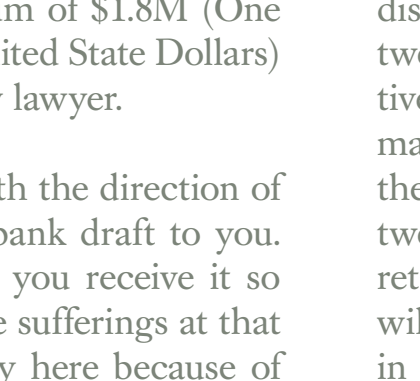 um of $1.8M (One
ited State Dollars)
lawyer.
th the direction of
bank draft to you.
you receive it so
sufferings at that
here because of
dis
two
tive
ma
the
two
ret
wil
in